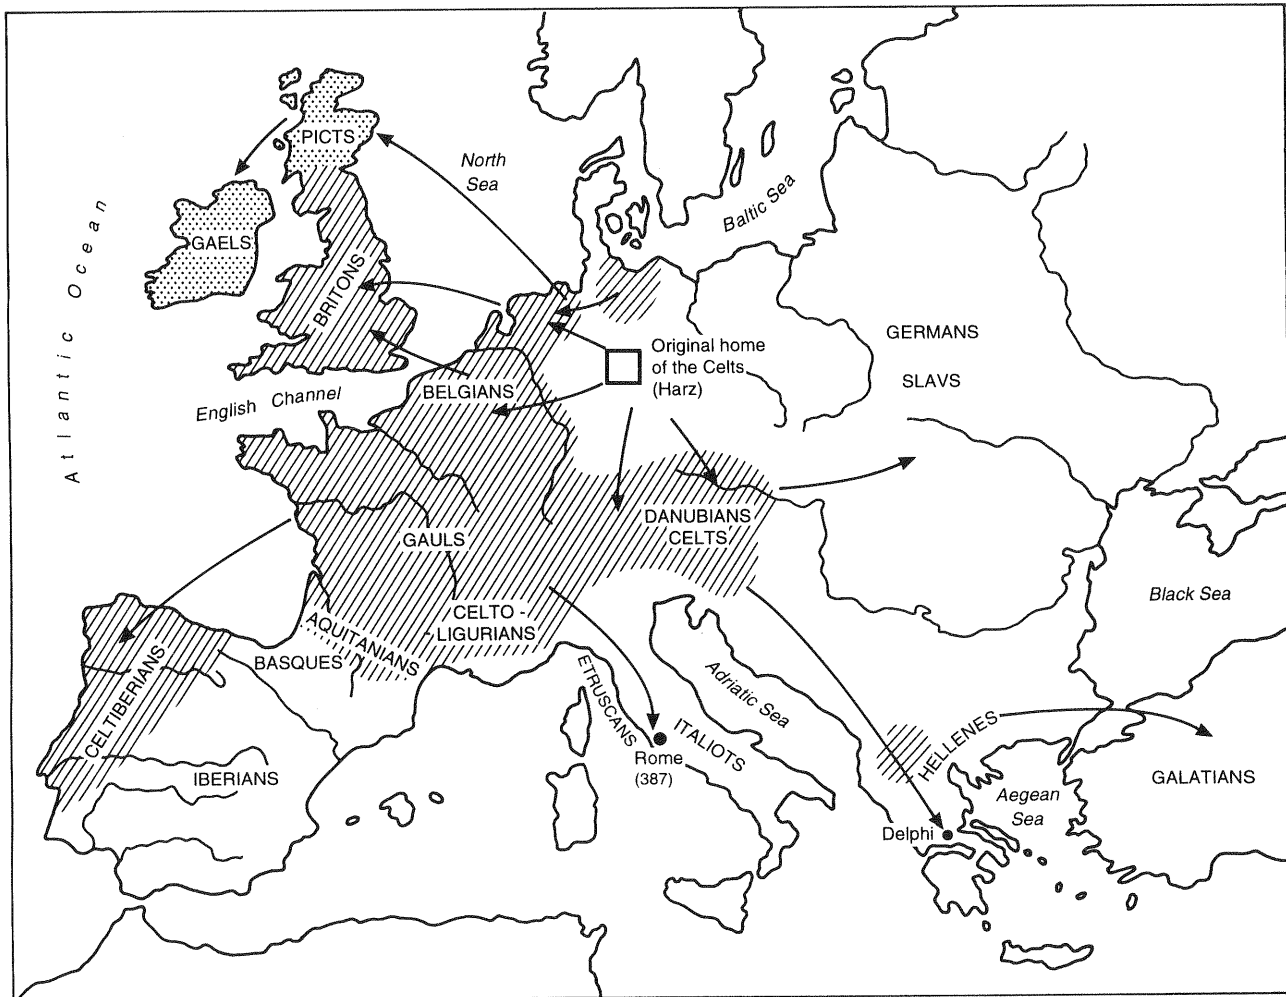 PICTS
North
Sea
Baltic Sea
GAELS
Atlantic Ocean
BRITONS
GERMANS
Original home
of the Celts
(Harz)
SLAVS
BELGIANS
English Channel
DANUBIANS
CELTS
GAULS
Black Sea
CELTO -
LIGURIANS
AQUITANIANS
BASQUES
CELTIBERIANS
ETRUSCANS
Adriatic Sea
ITALIOTS
HELLENES
Rome
(387)
IBERIANS
GALATIANS
Aegean
Sea
Delphi